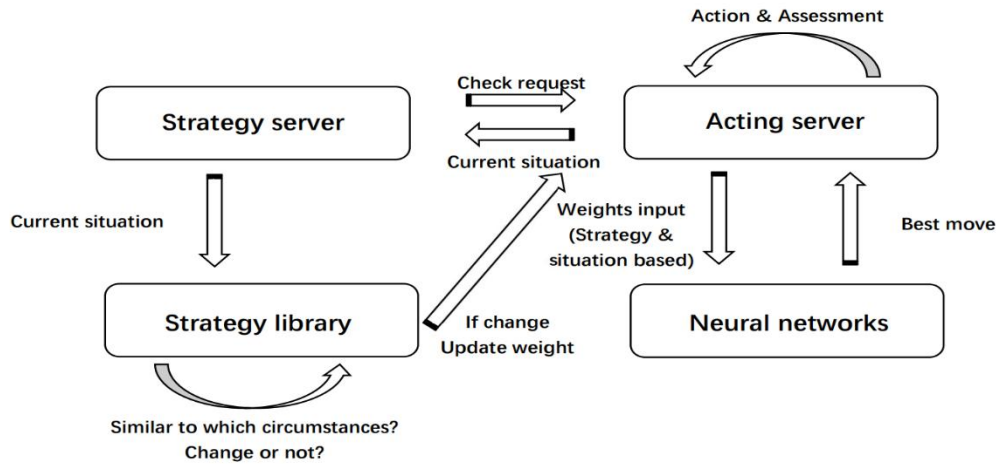 Action & Assessment
Check request
Strategy server
Acting server
Current situation
Current situation
Weights input
(Strategy &
situation based)
Best move
Strategy library
If change
Update weight
Neural networks
Similar to which circumstances?
Change or not?